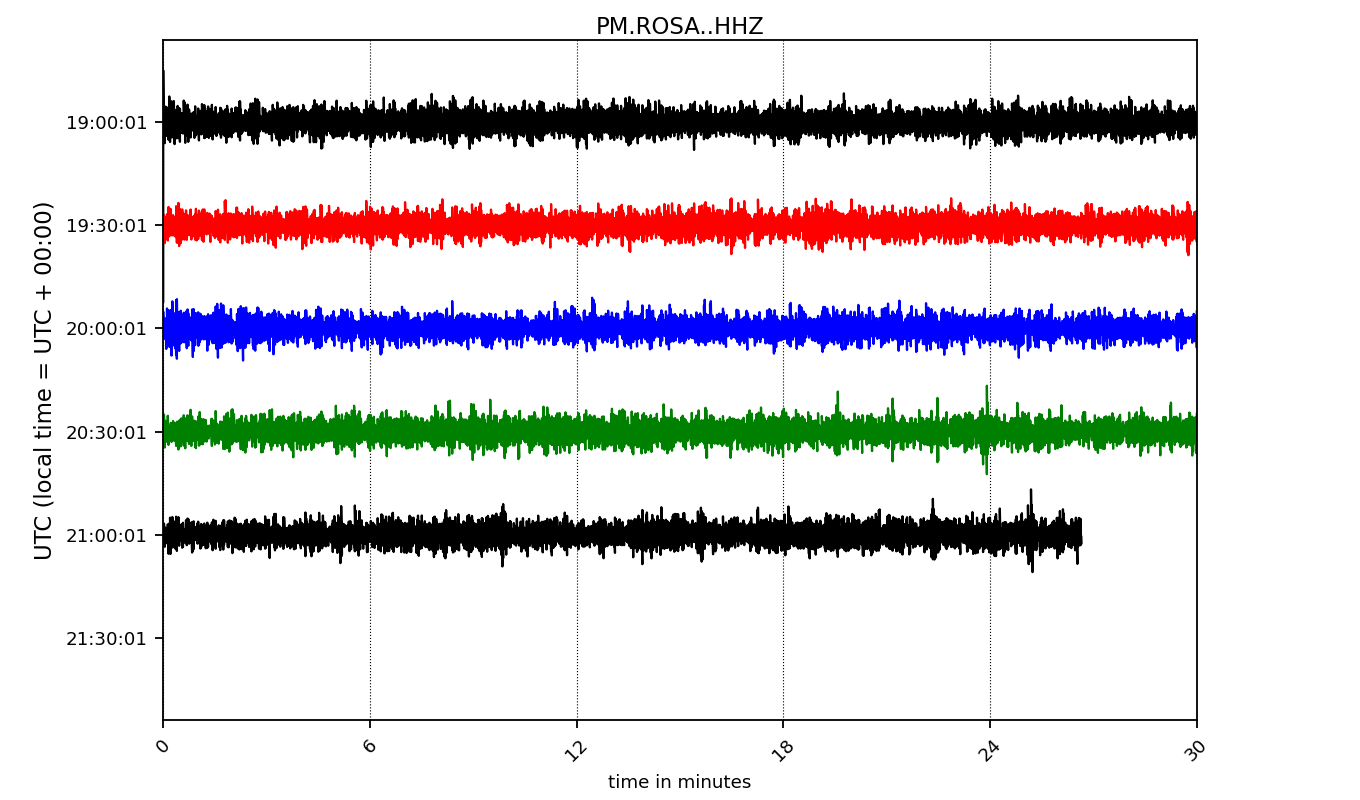 PM.ROSA..HHZ
UTC (local time = UTC + 00:00)
19:00:01
19:30:01
20:00:01
20:30:01
21:00:01
21:30:01
0 6 12 18 24 30
time in minutes